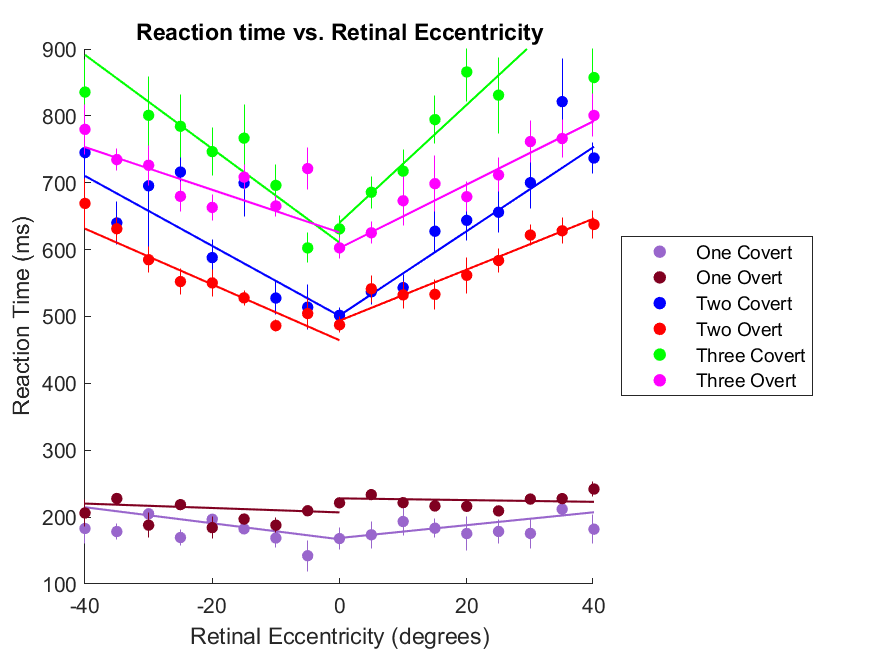 Reaction time vs. Retinal Eccentricity
900
800
700
600
500
400
300
200
100
Reaction Time (ms)
-40
-20
0
20
40
Retinal Eccentricity (degrees)
One Covert
One Overt
Two Covert
Two Overt
Three Covert
Three Overt